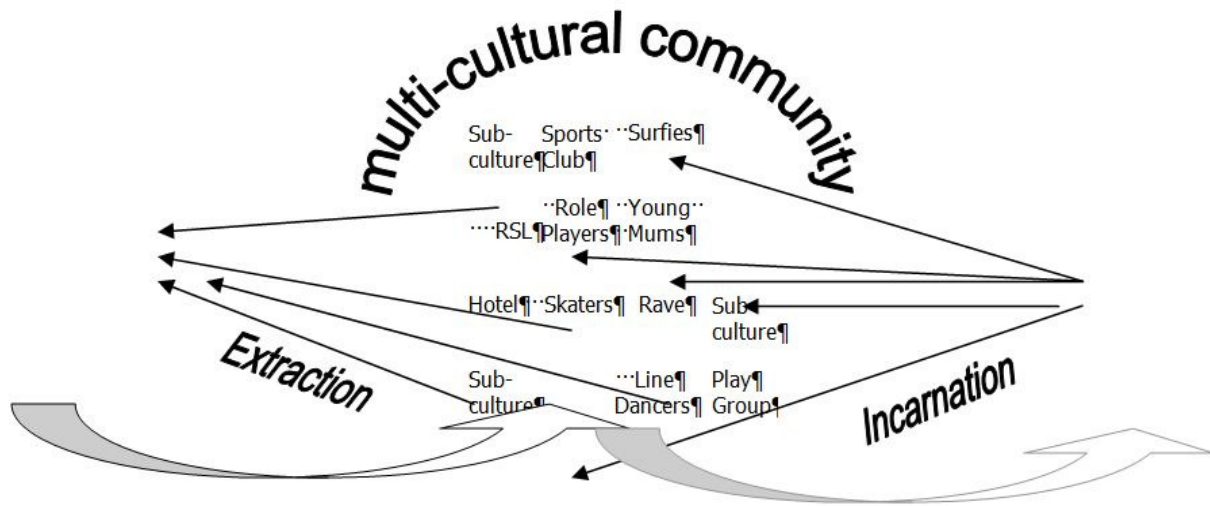 multi-cultural community
Sub- Sports· ··Surfies¶
culture¶Club¶
··Role¶ ··Young··
····RSL¶Players¶·Mums¶
Hotel¶··Skaters¶ Rave¶ Sub
culture¶
Extraction
Incarnation
Sub- ···Line¶ Play¶
culture¶ Dancers¶ Group¶